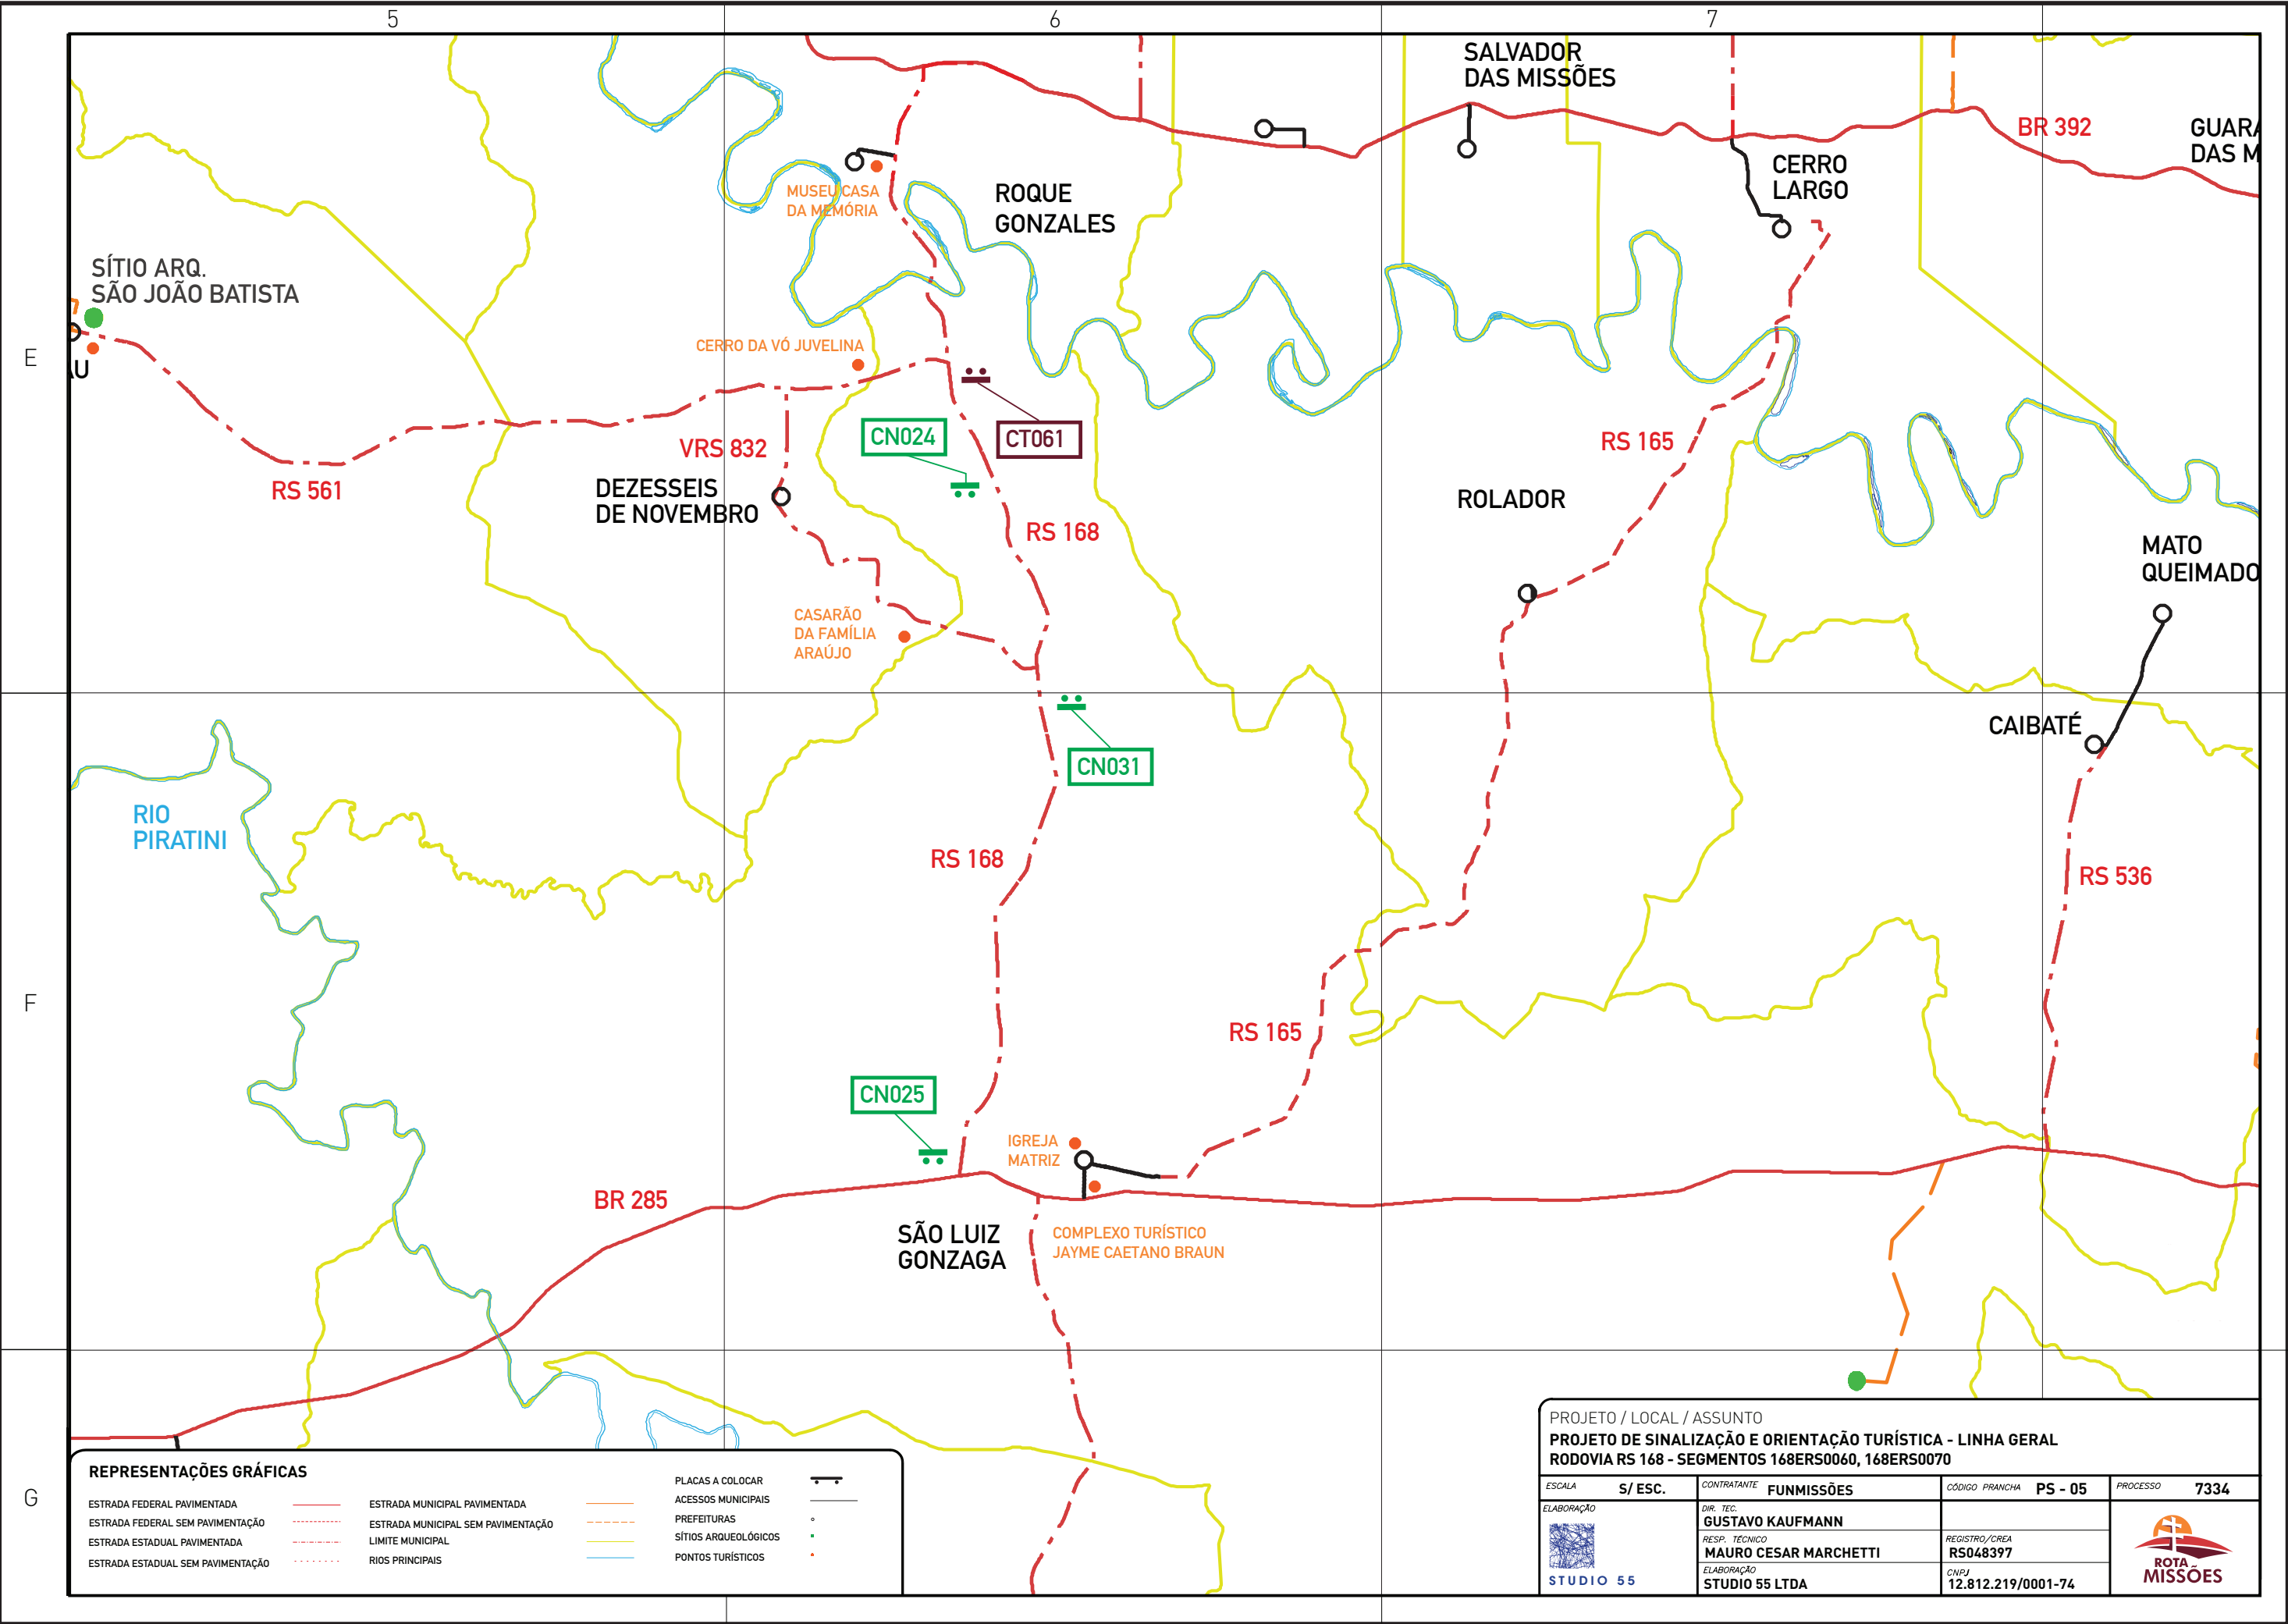 5
6
7
SALVADOR
DAS MISSÕES
BR 392
CERRO
LARGO
MUSEU CASA
DA MEMÓRIA
ROQUE
GONZALES
SÍTIO ARQ.
SÃO JOÃO BATISTA
E
CERRO DA VÓ JUVELINA
CN024
CT061
VRS 832
RS 165
RS 561
DEZESSEIS
DE NOVEMBRO
ROLADOR
RS 168
MATO
QUEIMADO
CASARÃO
DA FAMÍLIA
ARAÚJO
CAIBATÉ
CN031
RIO
PIRATINI
RS 168
RS 536
F
RS 165
CN025
IGREJA
MATRIZ
BR 285
SÃO LUIZ
GONZAGA
COMPLEXO TURÍSTICO
JAYME CAETANO BRAUN
G
REPRESENTAÇÕES GRÁFICAS
ESTRADA FEDERAL PAVIMENTADA
ESTRADA FEDERAL SEM PAVIMENTAÇÃO
ESTRADA ESTADUAL PAVIMENTADA
ESTRADA ESTADUAL SEM PAVIMENTAÇÃO
ESTRADA MUNICIPAL PAVIMENTADA
ESTRADA MUNICIPAL SEM PAVIMENTAÇÃO
LIMITE MUNICIPAL
RIOS PRINCIPAIS
PLACAS A COLOCAR
ACESSOS MUNICIPAIS
PREFEITURAS
SÍTIOS ARQUEOLÓGICOS
PONTOS TURÍSTICOS
PROJETO / LOCAL / ASSUNTO
PROJETO DE SINALIZAÇÃO E ORIENTAÇÃO TURÍSTICA - LINHA GERAL
RODOVIA RS 168 - SEGMENTOS 168ERS0060, 168ERS0070
ESCALA S/ ESC.
CONTRATANTE FUNMISSÕES
CÓDIGO PRANCHA PS - 05
PROCESSO 7334
ELABORAÇÃO
STUDIO 55
DIR. TEC.
GUSTAVO KAUFMANN
RESP. TÉCNICO
MAURO CESAR MARCHETTI
REGISTRO/CREA
RS048397
ELABORAÇÃO
STUDIO 55 LTDA
CNPJ
12.812.219/0001-74
ROTA
MISSÕES